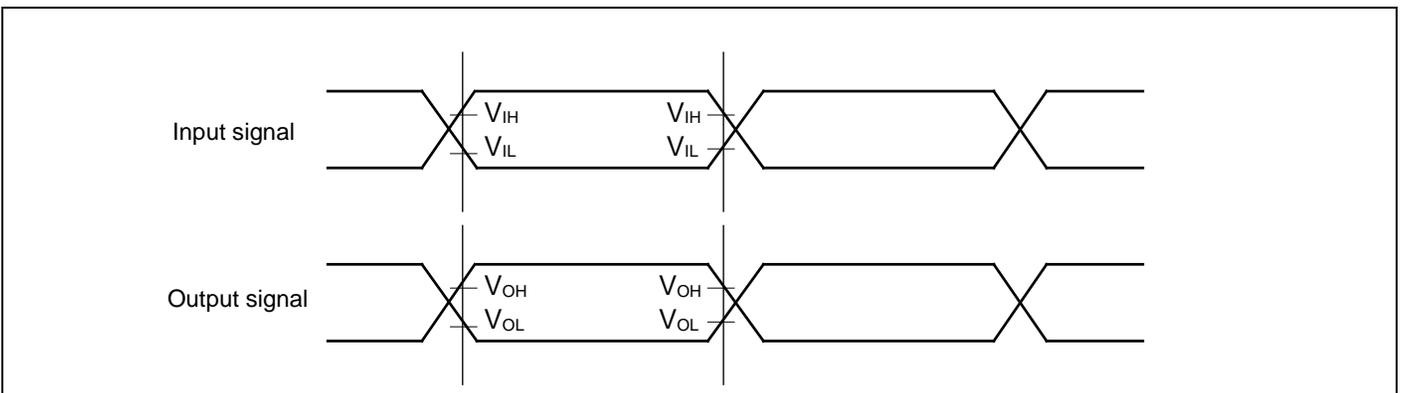 VIH VIH
Input signal
VIL VIL
VOH VOH
Output signal
VOL VOL